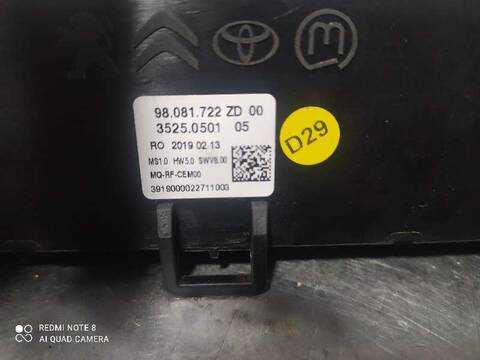 98.081.722 ZD 00
3525.0501 05
RO 2019 02 13
MS1.0 HW5.0 SWV8.00
MQ-RF-CEM00
3919000022711003
D29
REDMI NOTE 8
AI QUAD CAMERA